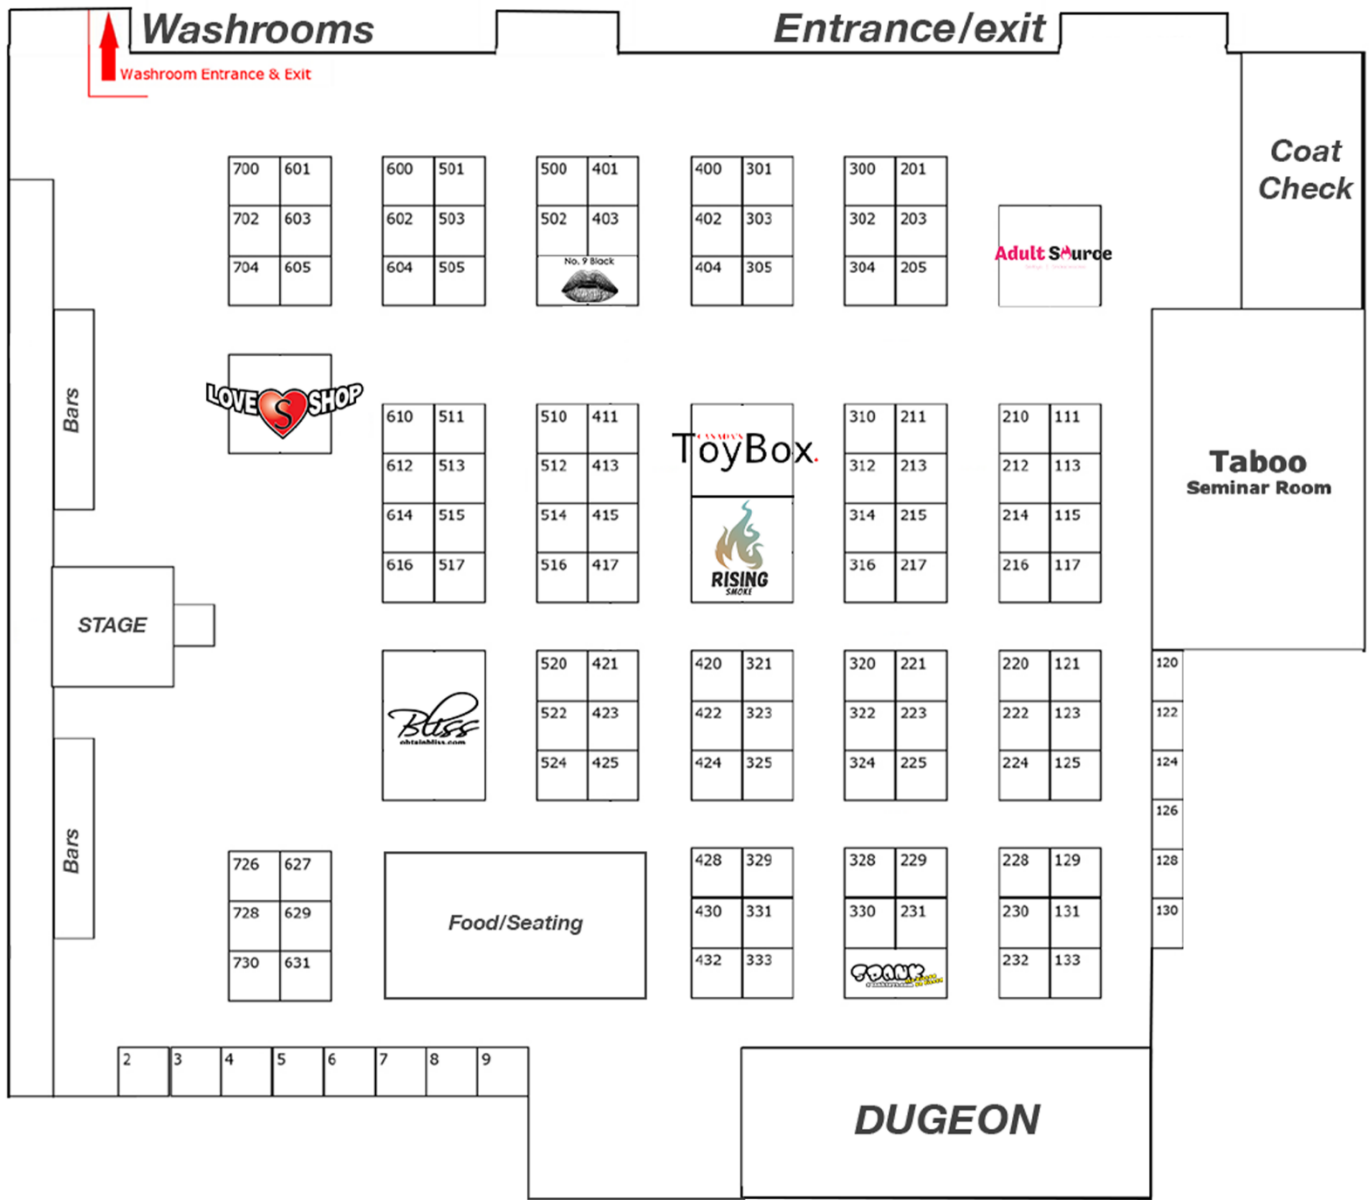 Washrooms
Entrance/exit
Washroom Entrance & Exit
Coat
Check
700 601 600 501 500 401 400 301 300 201
702 603 602 503 502 403 402 303 302 203
704 605 604 505 No. 9 Black 404 305 304 205
Adult Source
LOVE S SHOP
Bars
610 511 510 411 310 211 210 111
CANADA'S
ToyBox.
612 513 512 413 312 213 212 113
614 515 514 415 314 215 214 115
616 517 516 417 316 217 216 117
RISING
SMOKE
Taboo
Seminar Room
STAGE
520 421 420 321 320 221 220 121 120
522 423 422 323 322 223 222 123 122
524 425 424 325 324 225 224 125 124
Bliss
obtainbliss.com
126
Bars
726 627 428 329 328 229 228 129 128
728 629 430 331 330 231 230 131 130
730 631 432 333 232 133
Food/Seating
SPANK
2 3 4 5 6 7 8 9
DUGEON